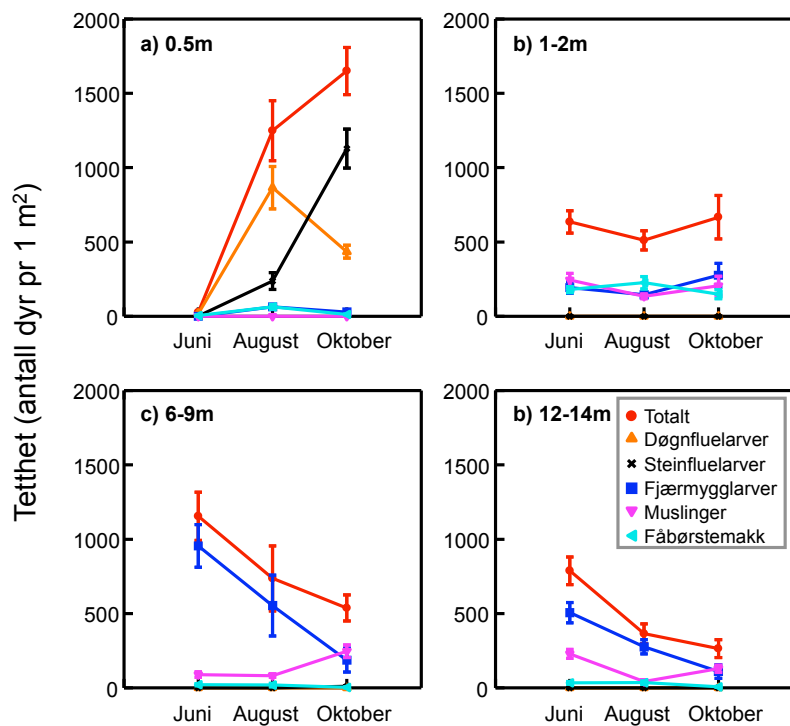 Tetthet (antall dyr pr 1 m²)
a) 0.5m
2000
1500
1000
500
0
Juni August Oktober
b) 1-2m
2000
1500
1000
500
0
Juni August Oktober
c) 6-9m
2000
1500
1000
500
0
Juni August Oktober
b) 12-14m
2000
1500
1000
500
0
Juni August Oktober
Totalt
Døgnfluelarver
Steinfluelarver
Fjærmygglarver
Muslinger
Fåbørstemakk